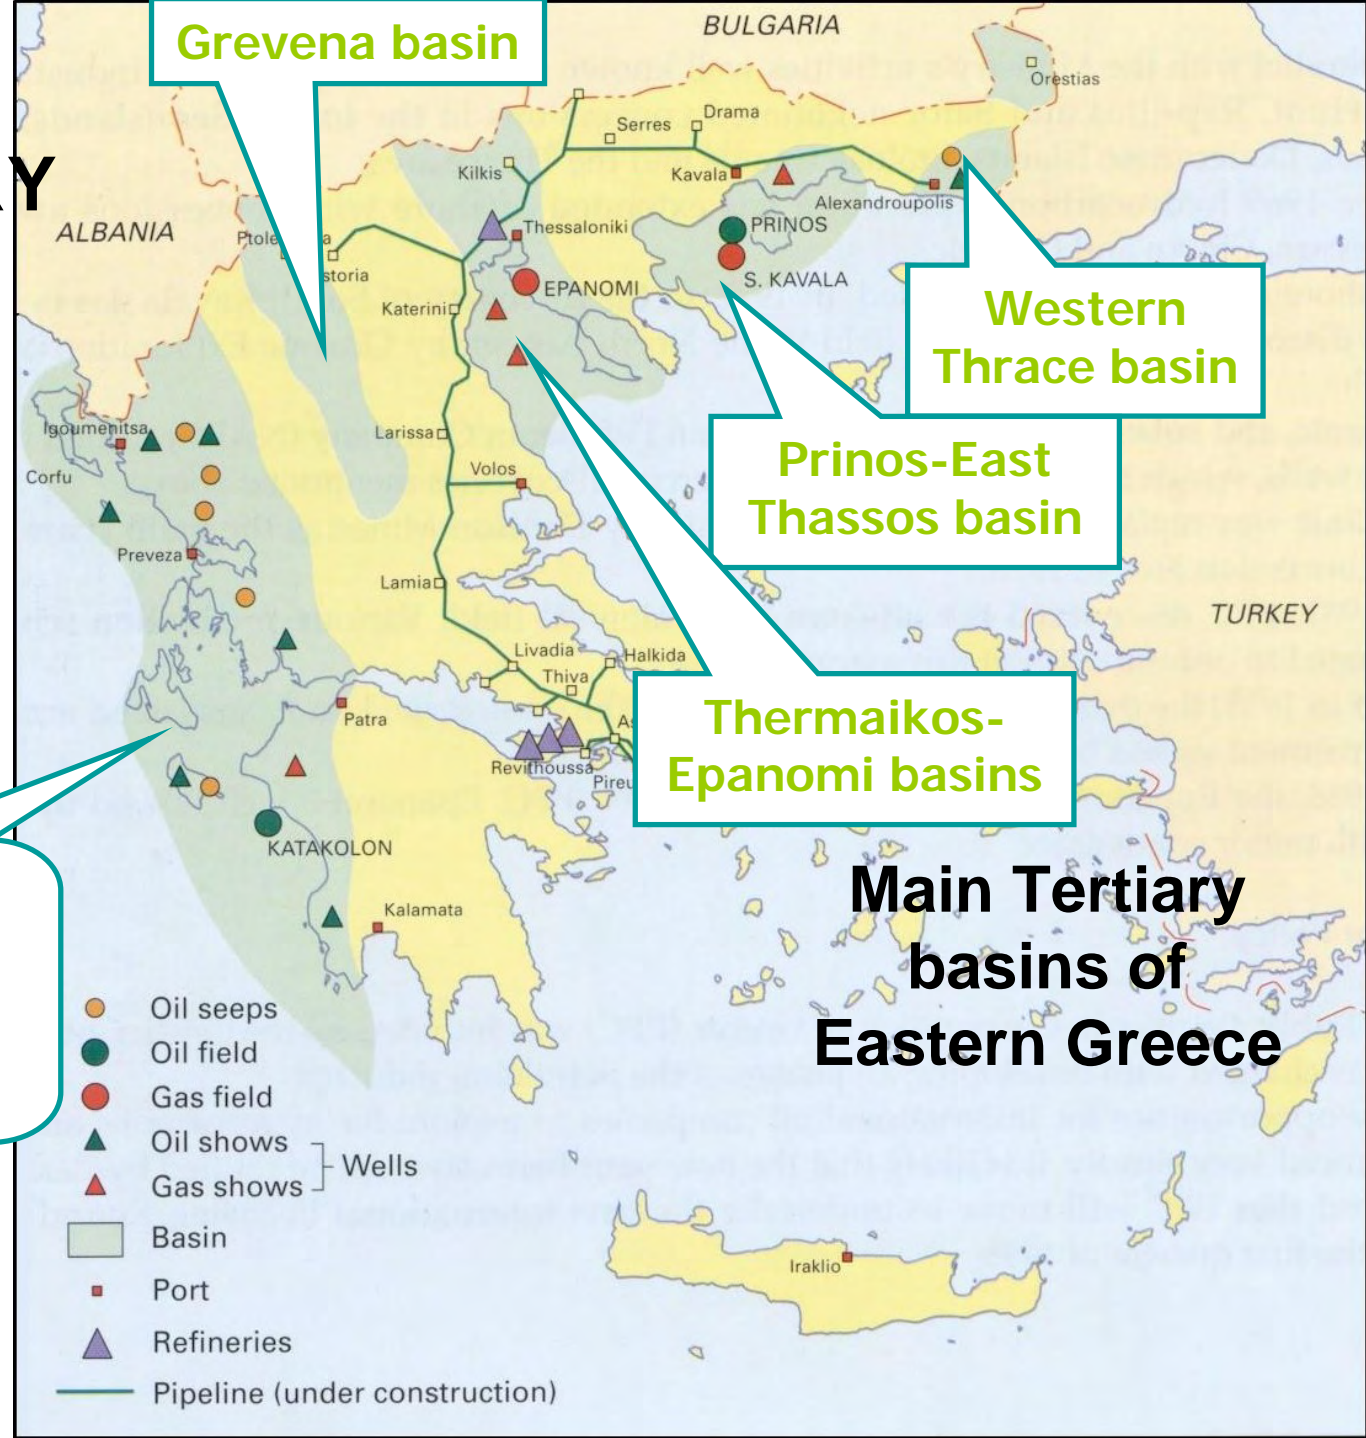 Grevena basin
BULGARIA
Orestias
Drama
Serres
Y
Kilkis
Kavala
Alexandroupolis
ALBANIA
Thessaloniki
PRINOS
S. KAVALA
EPANOMI
Katerini
Western
Thrace basin
Igoumenitsa
Larissa
Corfu
Volos
Prinos-East
Thassos basin
Preveza
Lamia
TURKEY
Livadia
Halkida
Thiva
Patra
Thermaikos-
Epanomi basins
Revithoussa
KATAKOLON
Main Tertiary
basins of
Eastern Greece
Kalamata
Oil seeps
Oil field
Gas field
Oil shows
Gas shows
Wells
Basin
Port
Iraklio
Refineries
Pipeline (under construction)